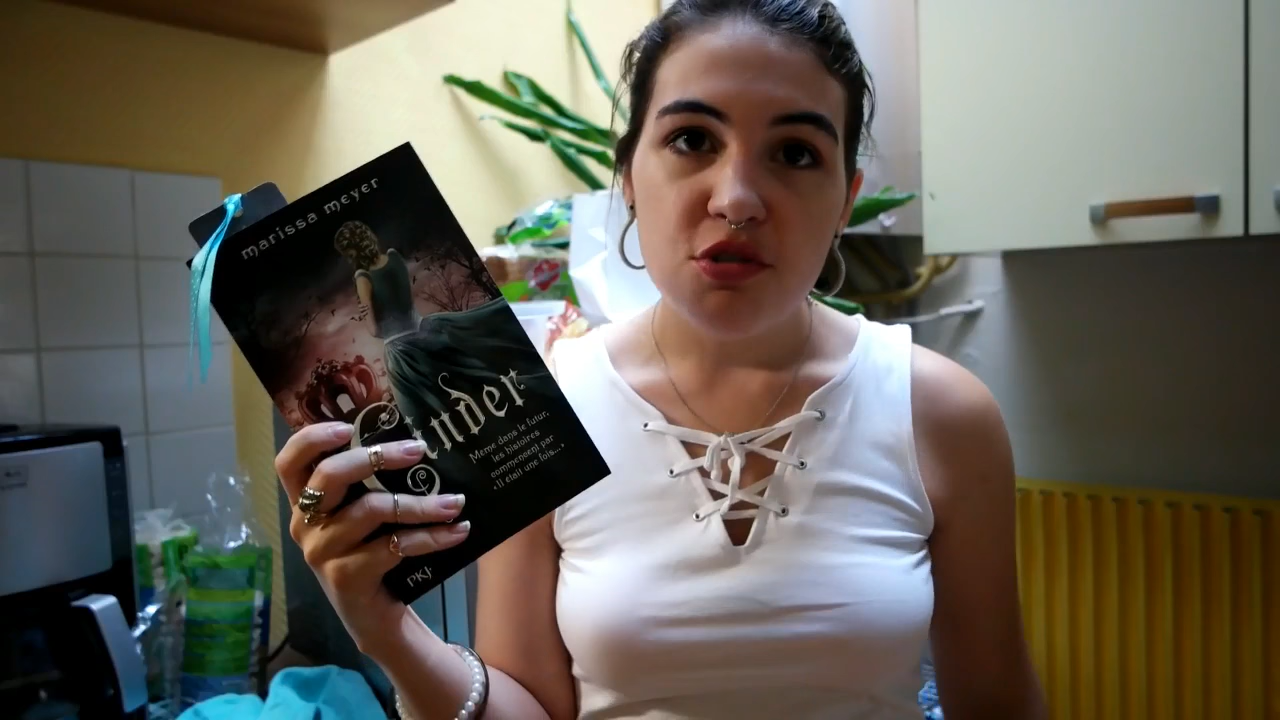 marissa meyer
Cinder
Même dans le futur,
les histoires
commencent par
«Il était une fois...»
PKJ.